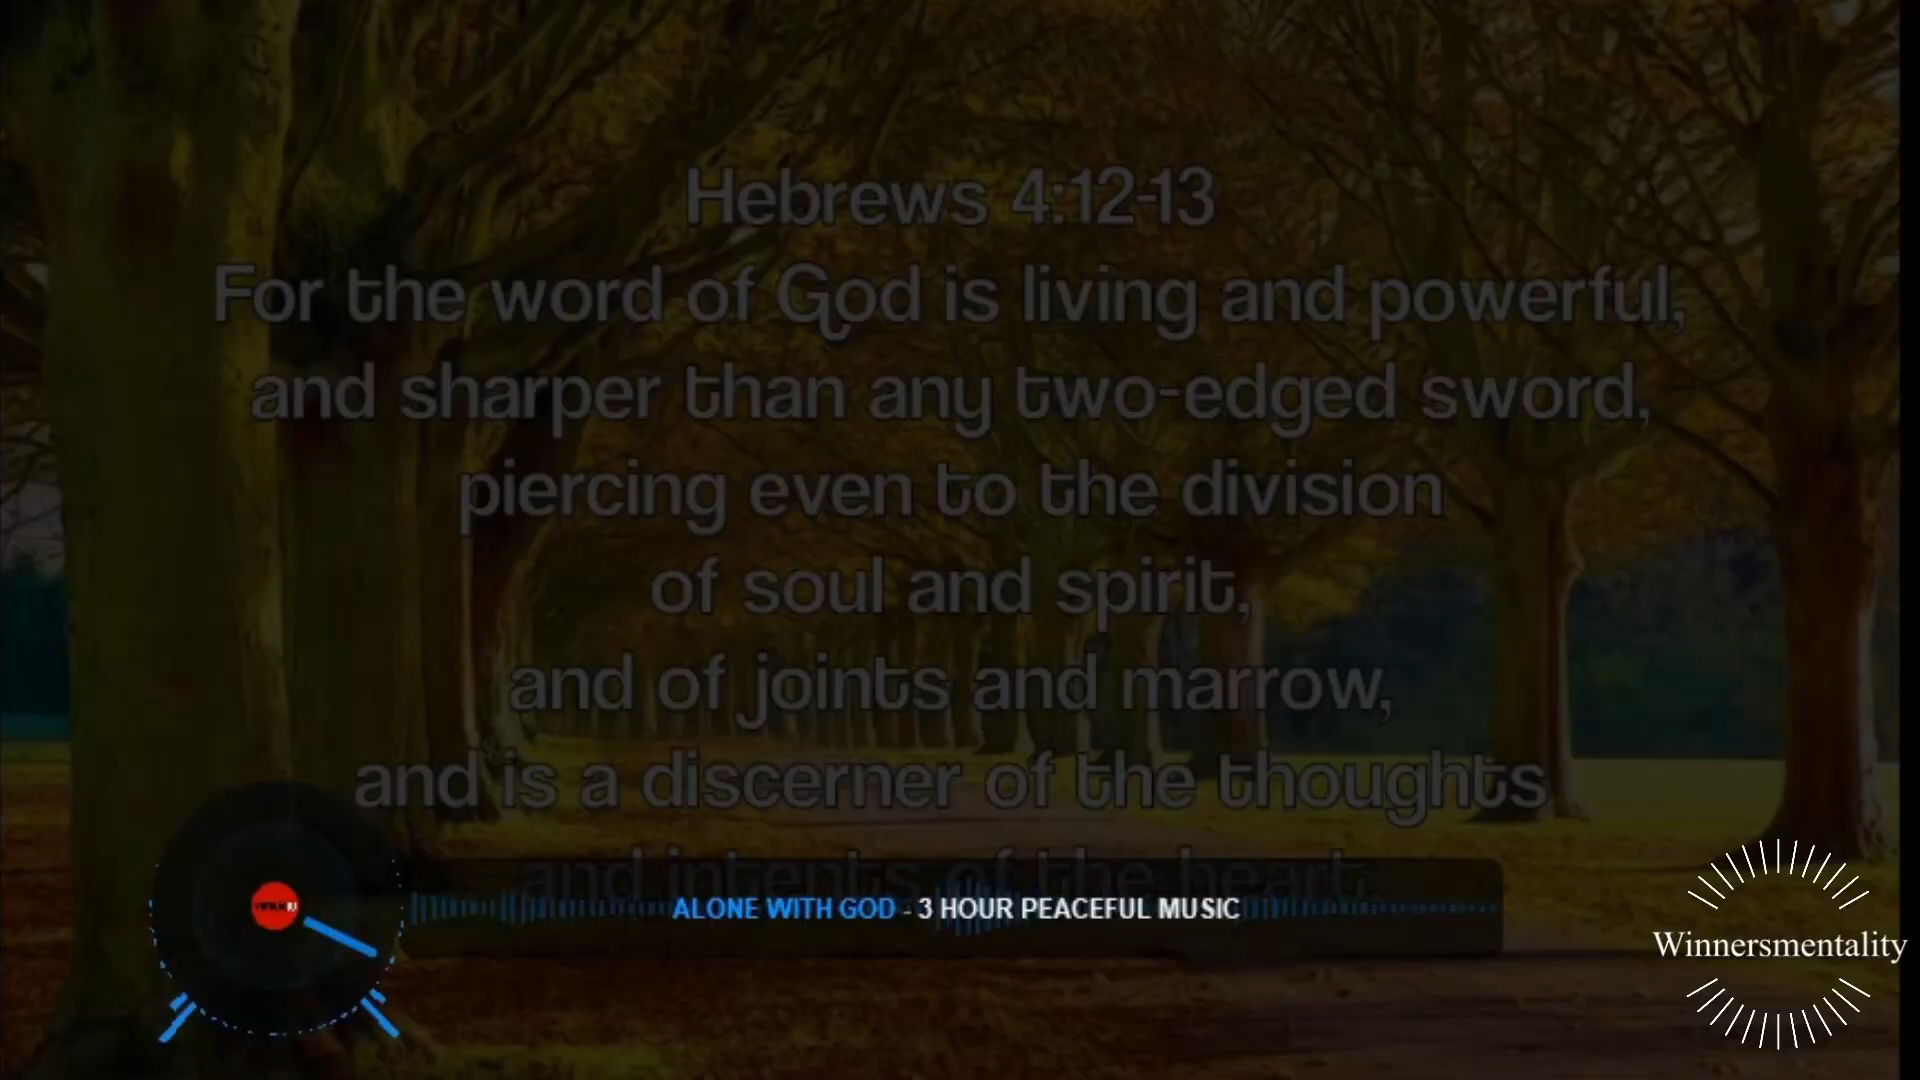 Hebrews 4:12-13
For the word of God is living and powerful,
and sharper than any two-edged sword,
piercing even to the division
of soul and spirit,
and of joints and marrow,
and is a discerner of the thoughts
and intents of the heart.
ALONE WITH GOD - 3 HOUR PEACEFUL MUSIC
Winnersmentality